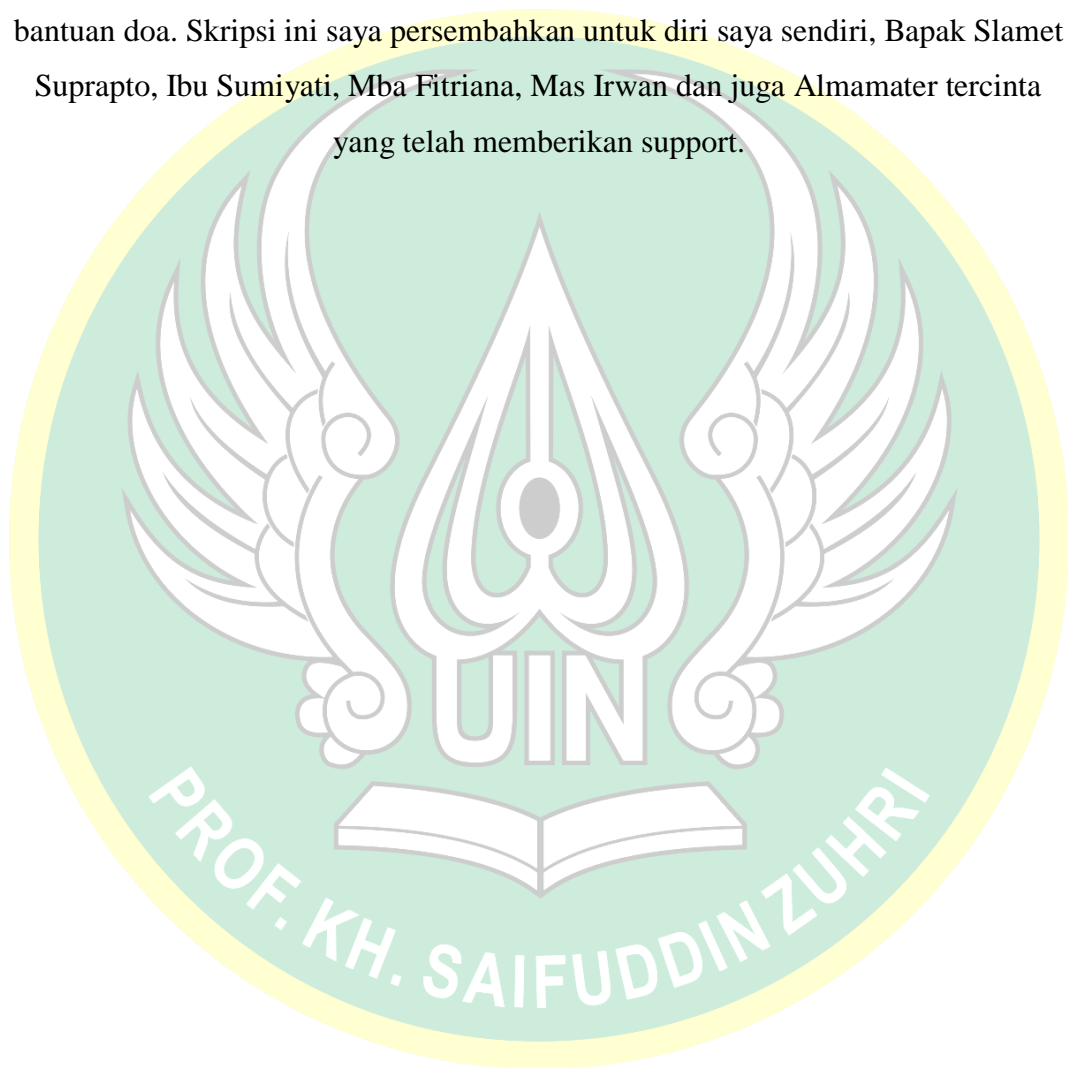 bantuan doa. Skripsi ini saya persembahkan untuk diri saya sendiri, Bapak Slamet
Suprapto, Ibu Sumiyati, Mba Fitriana, Mas Irwan dan juga Almamater tercinta
yang telah memberikan support.
UIN
PROF. KH. SAIFUDDIN ZUHRI